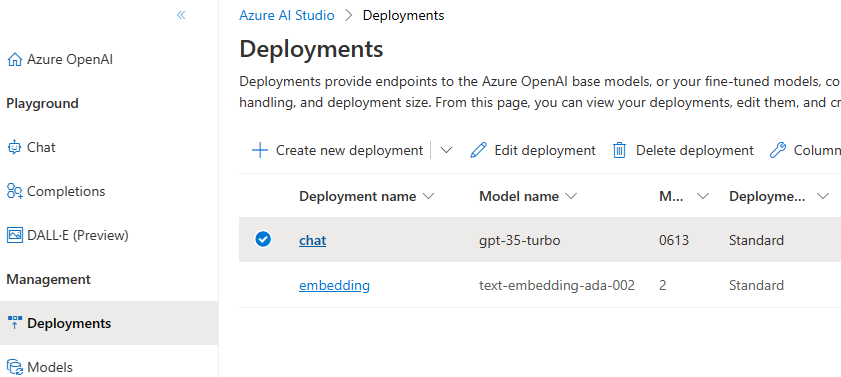 «
Azure AI Studio > Deployments
Azure OpenAI
Playground
Chat
Completions
DALL·E (Preview)
Management
Deployments
Models
Deployments
Deployments provide endpoints to the Azure OpenAI base models, or your fine-tuned models, co
handling, and deployment size. From this page, you can view your deployments, edit them, and cr
Create new deployment Edit deployment Delete deployment Column
Deployment name Model name M... Deployme...
chat gpt-35-turbo 0613 Standard
embedding text-embedding-ada-002 2 Standard